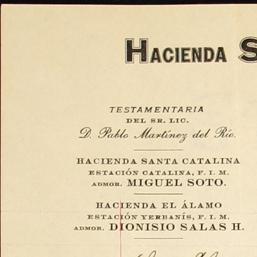 HACIENDA S
TESTAMENTARIA
DEL SR. LIC.
D. Pablo Martínez del Río.
HACIENDA SANTA CATALINA
ESTACIÓN CATALINA, F. I. M.
ADMOR. MIGUEL SOTO.
HACIENDA EL ÁLAMO
ESTACIÓN YERBANÍS, F. I. M.
ADMOR. DIONISIO SALAS H.